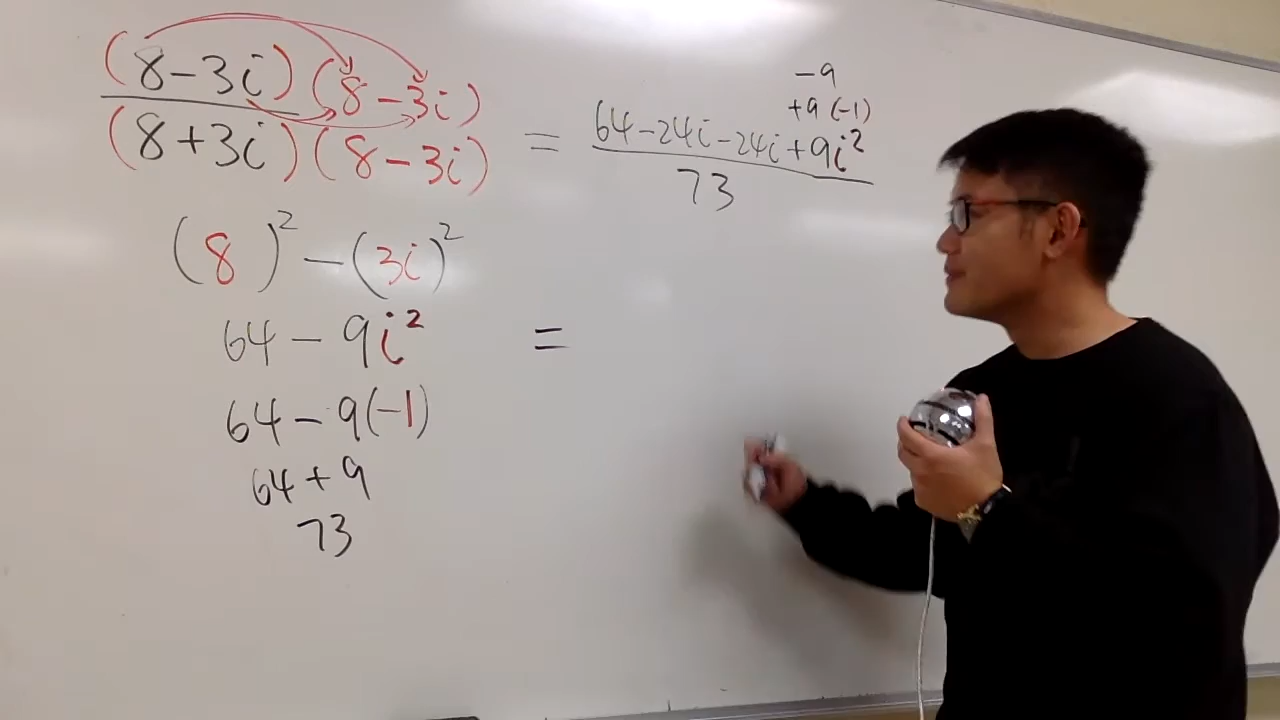 (8-3i)(8-3i)
(8+3i)(8-3i)
=
64-24i-24i+9i²
+9(-1)
-9
73
(8)²-(3i)²
64-9i²
=
64-9(-1)
64+9
73